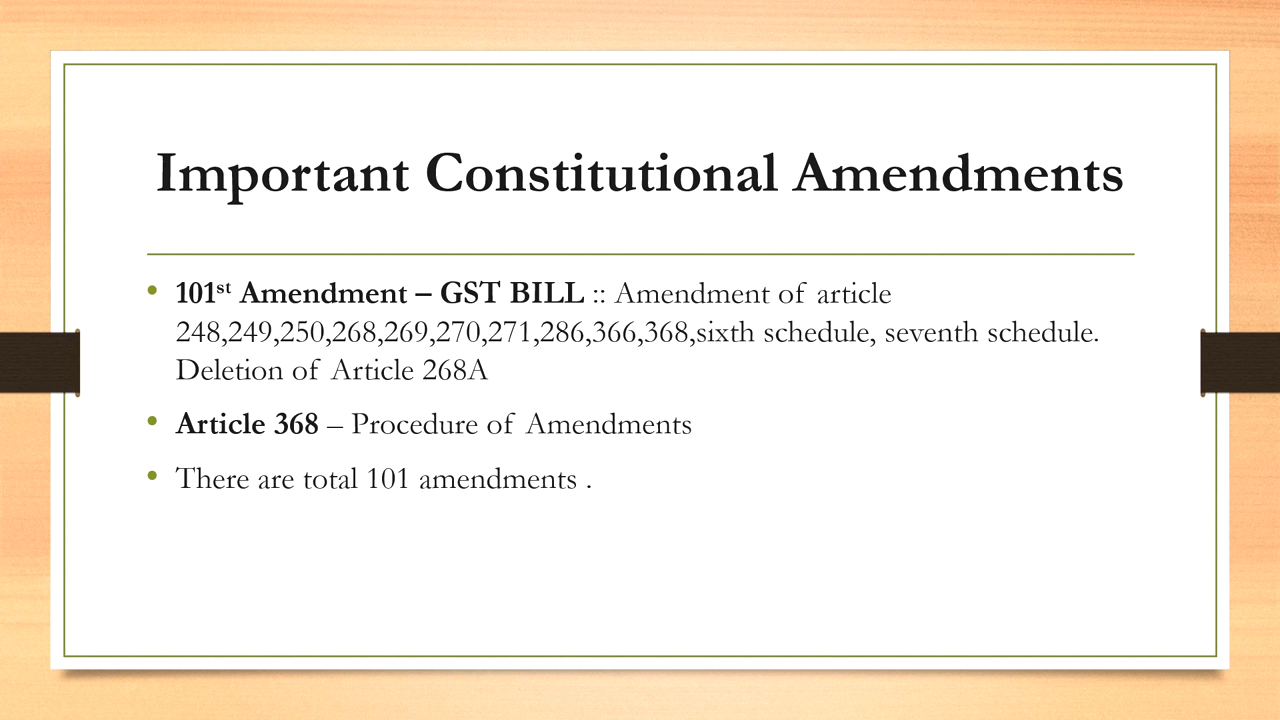 Important Constitutional Amendments
• 101st Amendment – GST BILL :: Amendment of article
248,249,250,268,269,270,271,286,366,368,sixth schedule, seventh schedule.
Deletion of Article 268A
• Article 368 – Procedure of Amendments
• There are total 101 amendments .